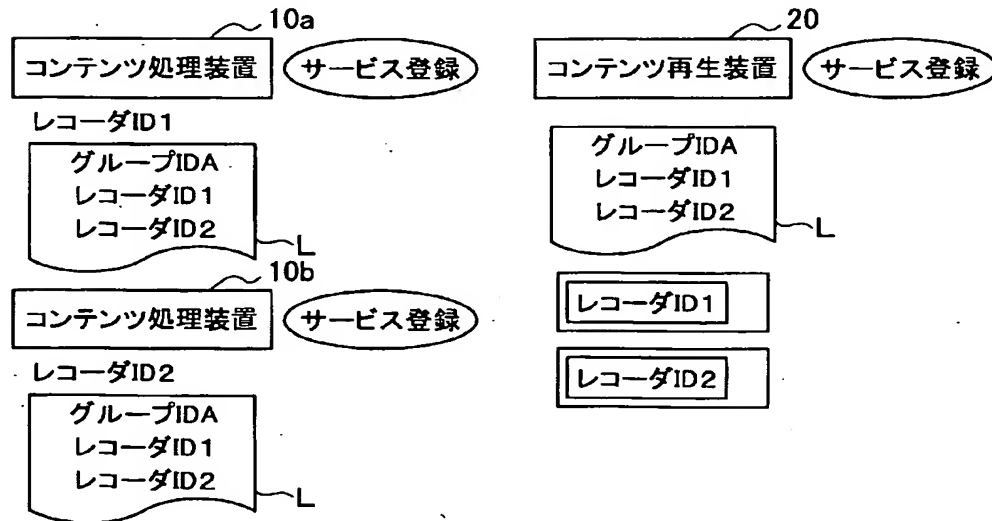 10a
コンテンツ処理装置
サービス登録
レコーダID1
グループIDA
レコーダID1
レコーダID2
L
10b
コンテンツ処理装置
サービス登録
レコーダID2
グループIDA
レコーダID1
レコーダID2
L
20
コンテンツ再生装置
サービス登録
グループIDA
レコーダID1
レコーダID2
L
レコーダID1
レコーダID2